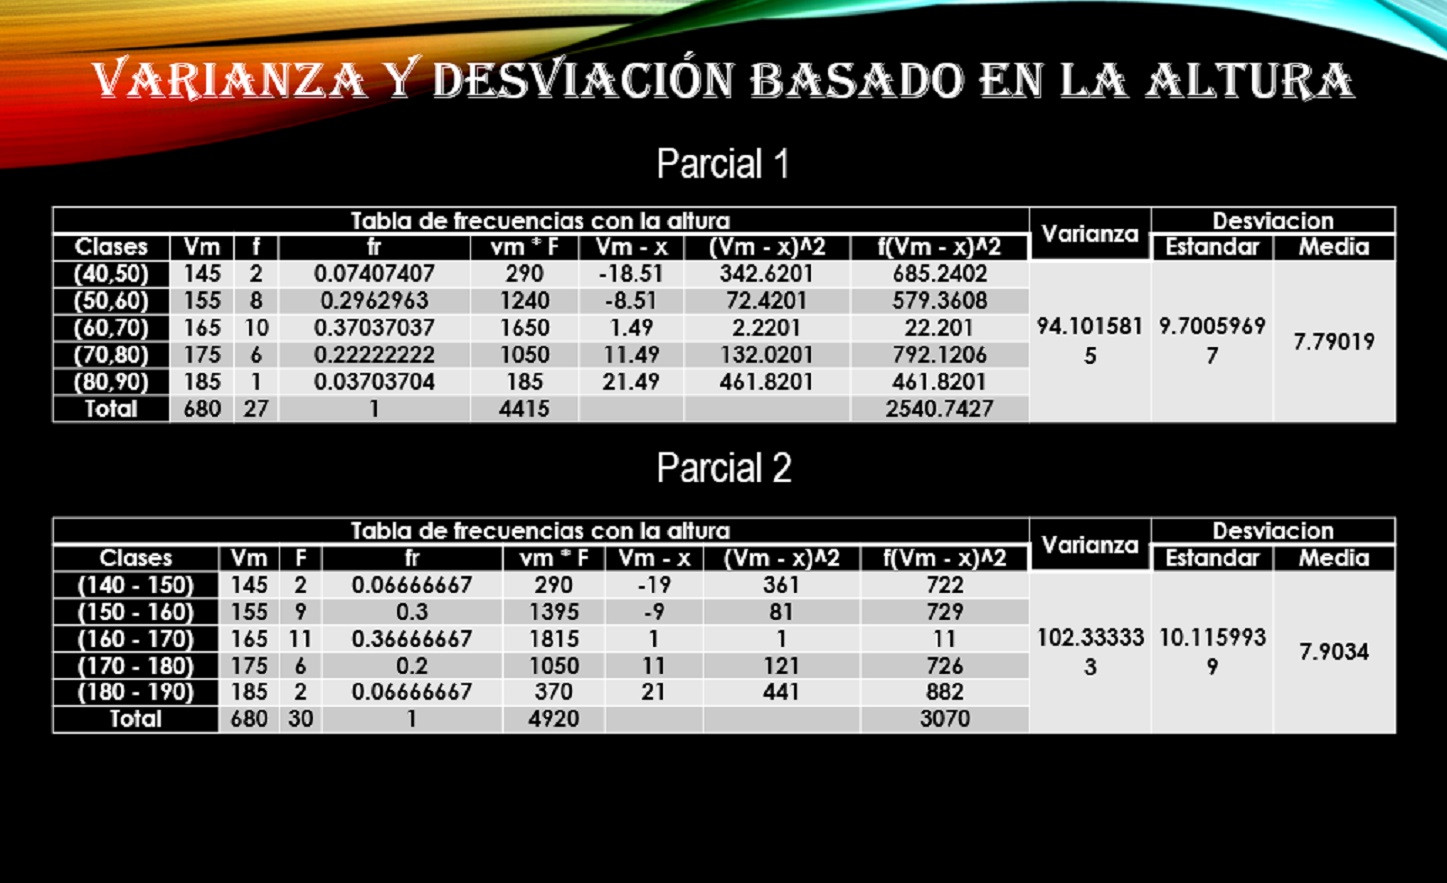 VARIANZA Y DESVIACIÓN BASADO EN LA ALTURA
Parcial 1
Tabla de frecuencias con la altura Varianza Desviacion
Clases Vm f fr vm * F Vm - x (Vm - x)^2 f(Vm - x)^2 Estandar Media
(40,50) 145 2 0.07407407 290 -18.51 342.6201 685.2402
(50,60) 155 8 0.2962963 1240 -8.51 72.4201 579.3608
(60,70) 165 10 0.37037037 1650 1.49 2.2201 22.201 94.1015815 9.70059697 7.79019
(70,80) 175 6 0.22222222 1050 11.49 132.0201 792.1206
(80,90) 185 1 0.03703704 185 21.49 461.8201 461.8201
Total 680 27 1 4415 2540.7427
Parcial 2
Tabla de frecuencias con la altura Varianza Desviacion
Clases Vm F fr vm * F Vm - x (Vm - x)^2 f(Vm - x)^2 Estandar Media
(140 - 150) 145 2 0.06666667 290 -19 361 722
(150 - 160) 155 9 0.3 1395 -9 81 729
(160 - 170) 165 11 0.36666667 1815 1 1 11 102.333333 10.1159939 7.9034
(170 - 180) 175 6 0.2 1050 11 121 726
(180 - 190) 185 2 0.06666667 370 21 441 882
Total 680 30 1 4920 3070